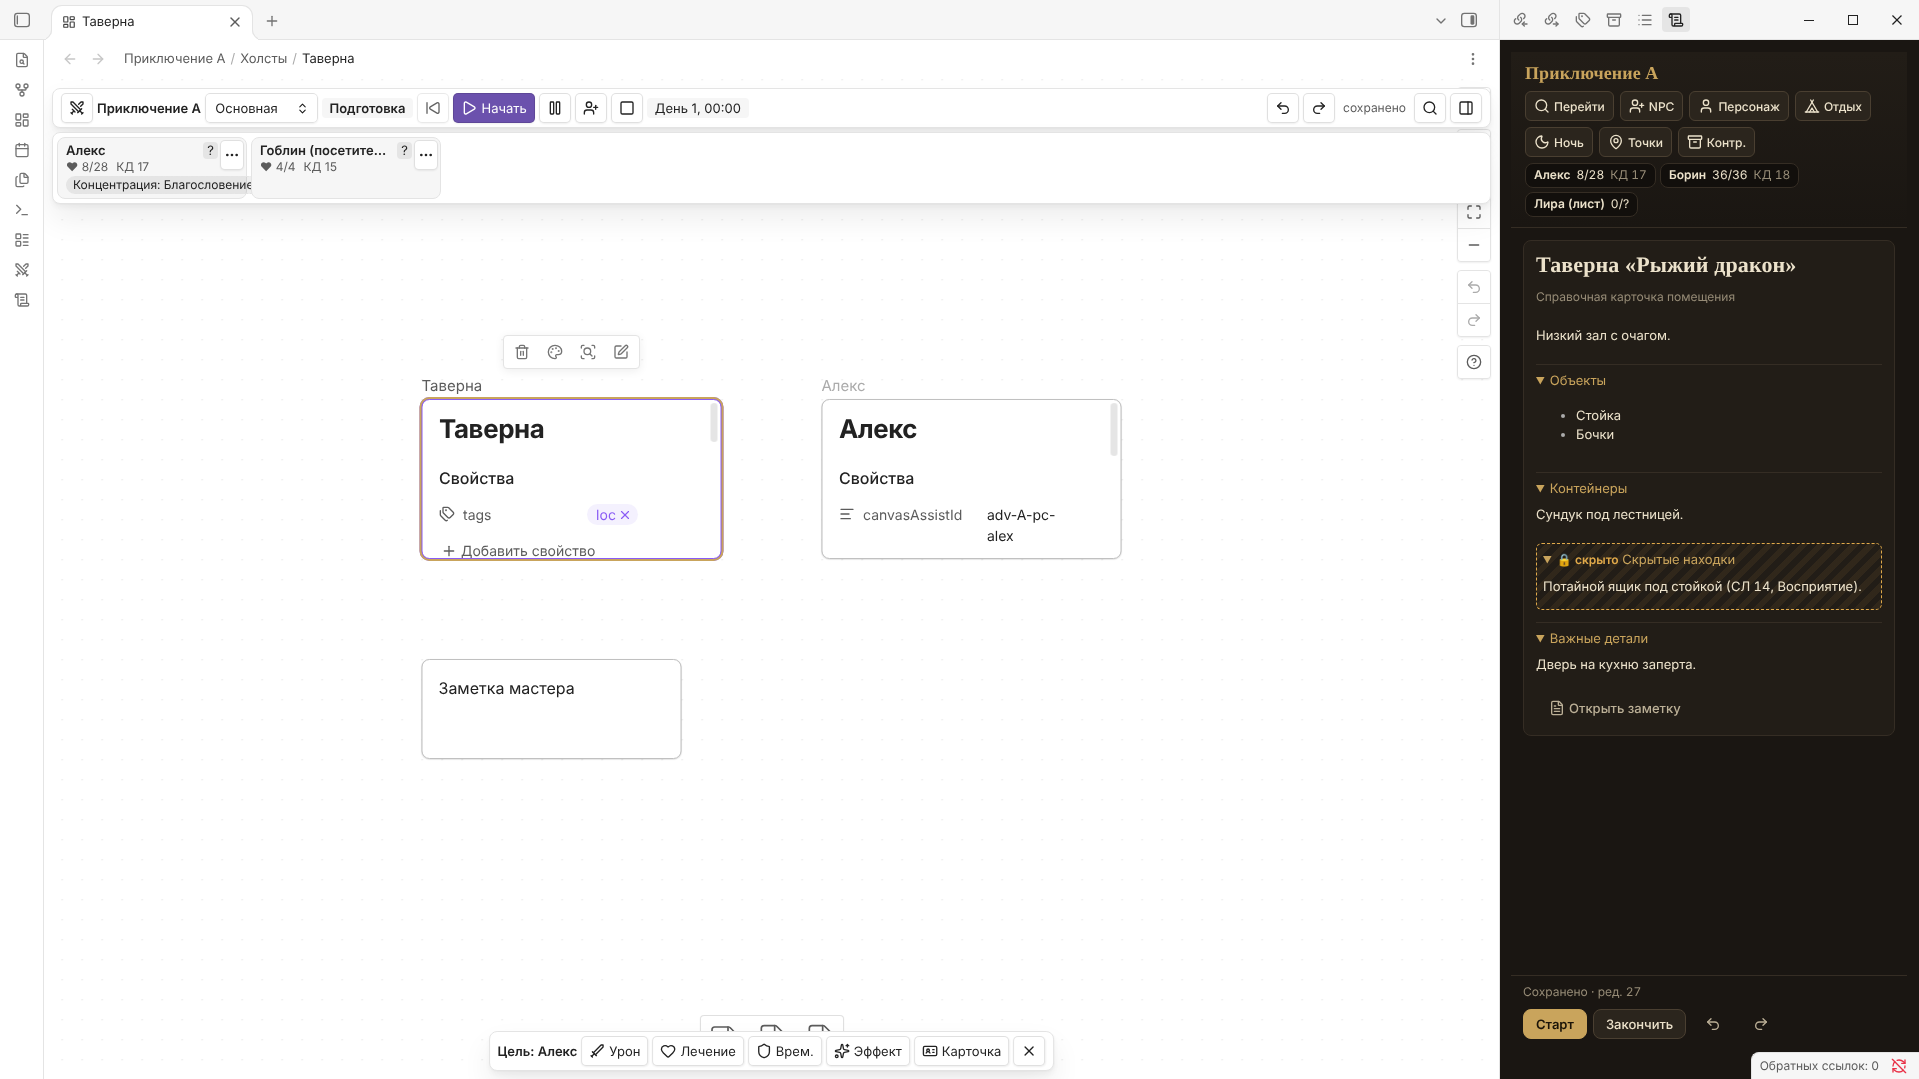 Таверна
Приключение A / Холсты / Таверна
Приключение A
Основная
Подготовка
Начать
День 1, 00:00
сохранено
Алекс
?
8/28 КД 17
Концентрация: Благословение
Гоблин (посетите...
?
4/4 КД 15
Таверна
Таверна
Свойства
tags
loc
Добавить свойство
Алекс
Алекс
Свойства
canvasAssistId
adv-A-pc-
alex
Заметка мастера
Цель: Алекс
Урон
Лечение
Врем.
Эффект
Карточка
Приключение A
Перейти
NPC
Персонаж
Отдых
Ночь
Точки
Контр.
Алекс 8/28 КД 17
Борин 36/36 КД 18
Лира (лист) 0/?
Таверна «Рыжий дракон»
Справочная карточка помещения
Низкий зал с очагом.
Объекты
Стойка
Бочки
Контейнеры
Сундук под лестницей.
скрыто Скрытые находки
Потайной ящик под стойкой (СЛ 14, Восприятие).
Важные детали
Дверь на кухню заперта.
Открыть заметку
Сохранено · ред. 27
Старт
Закончить
Обратных ссылок: 0